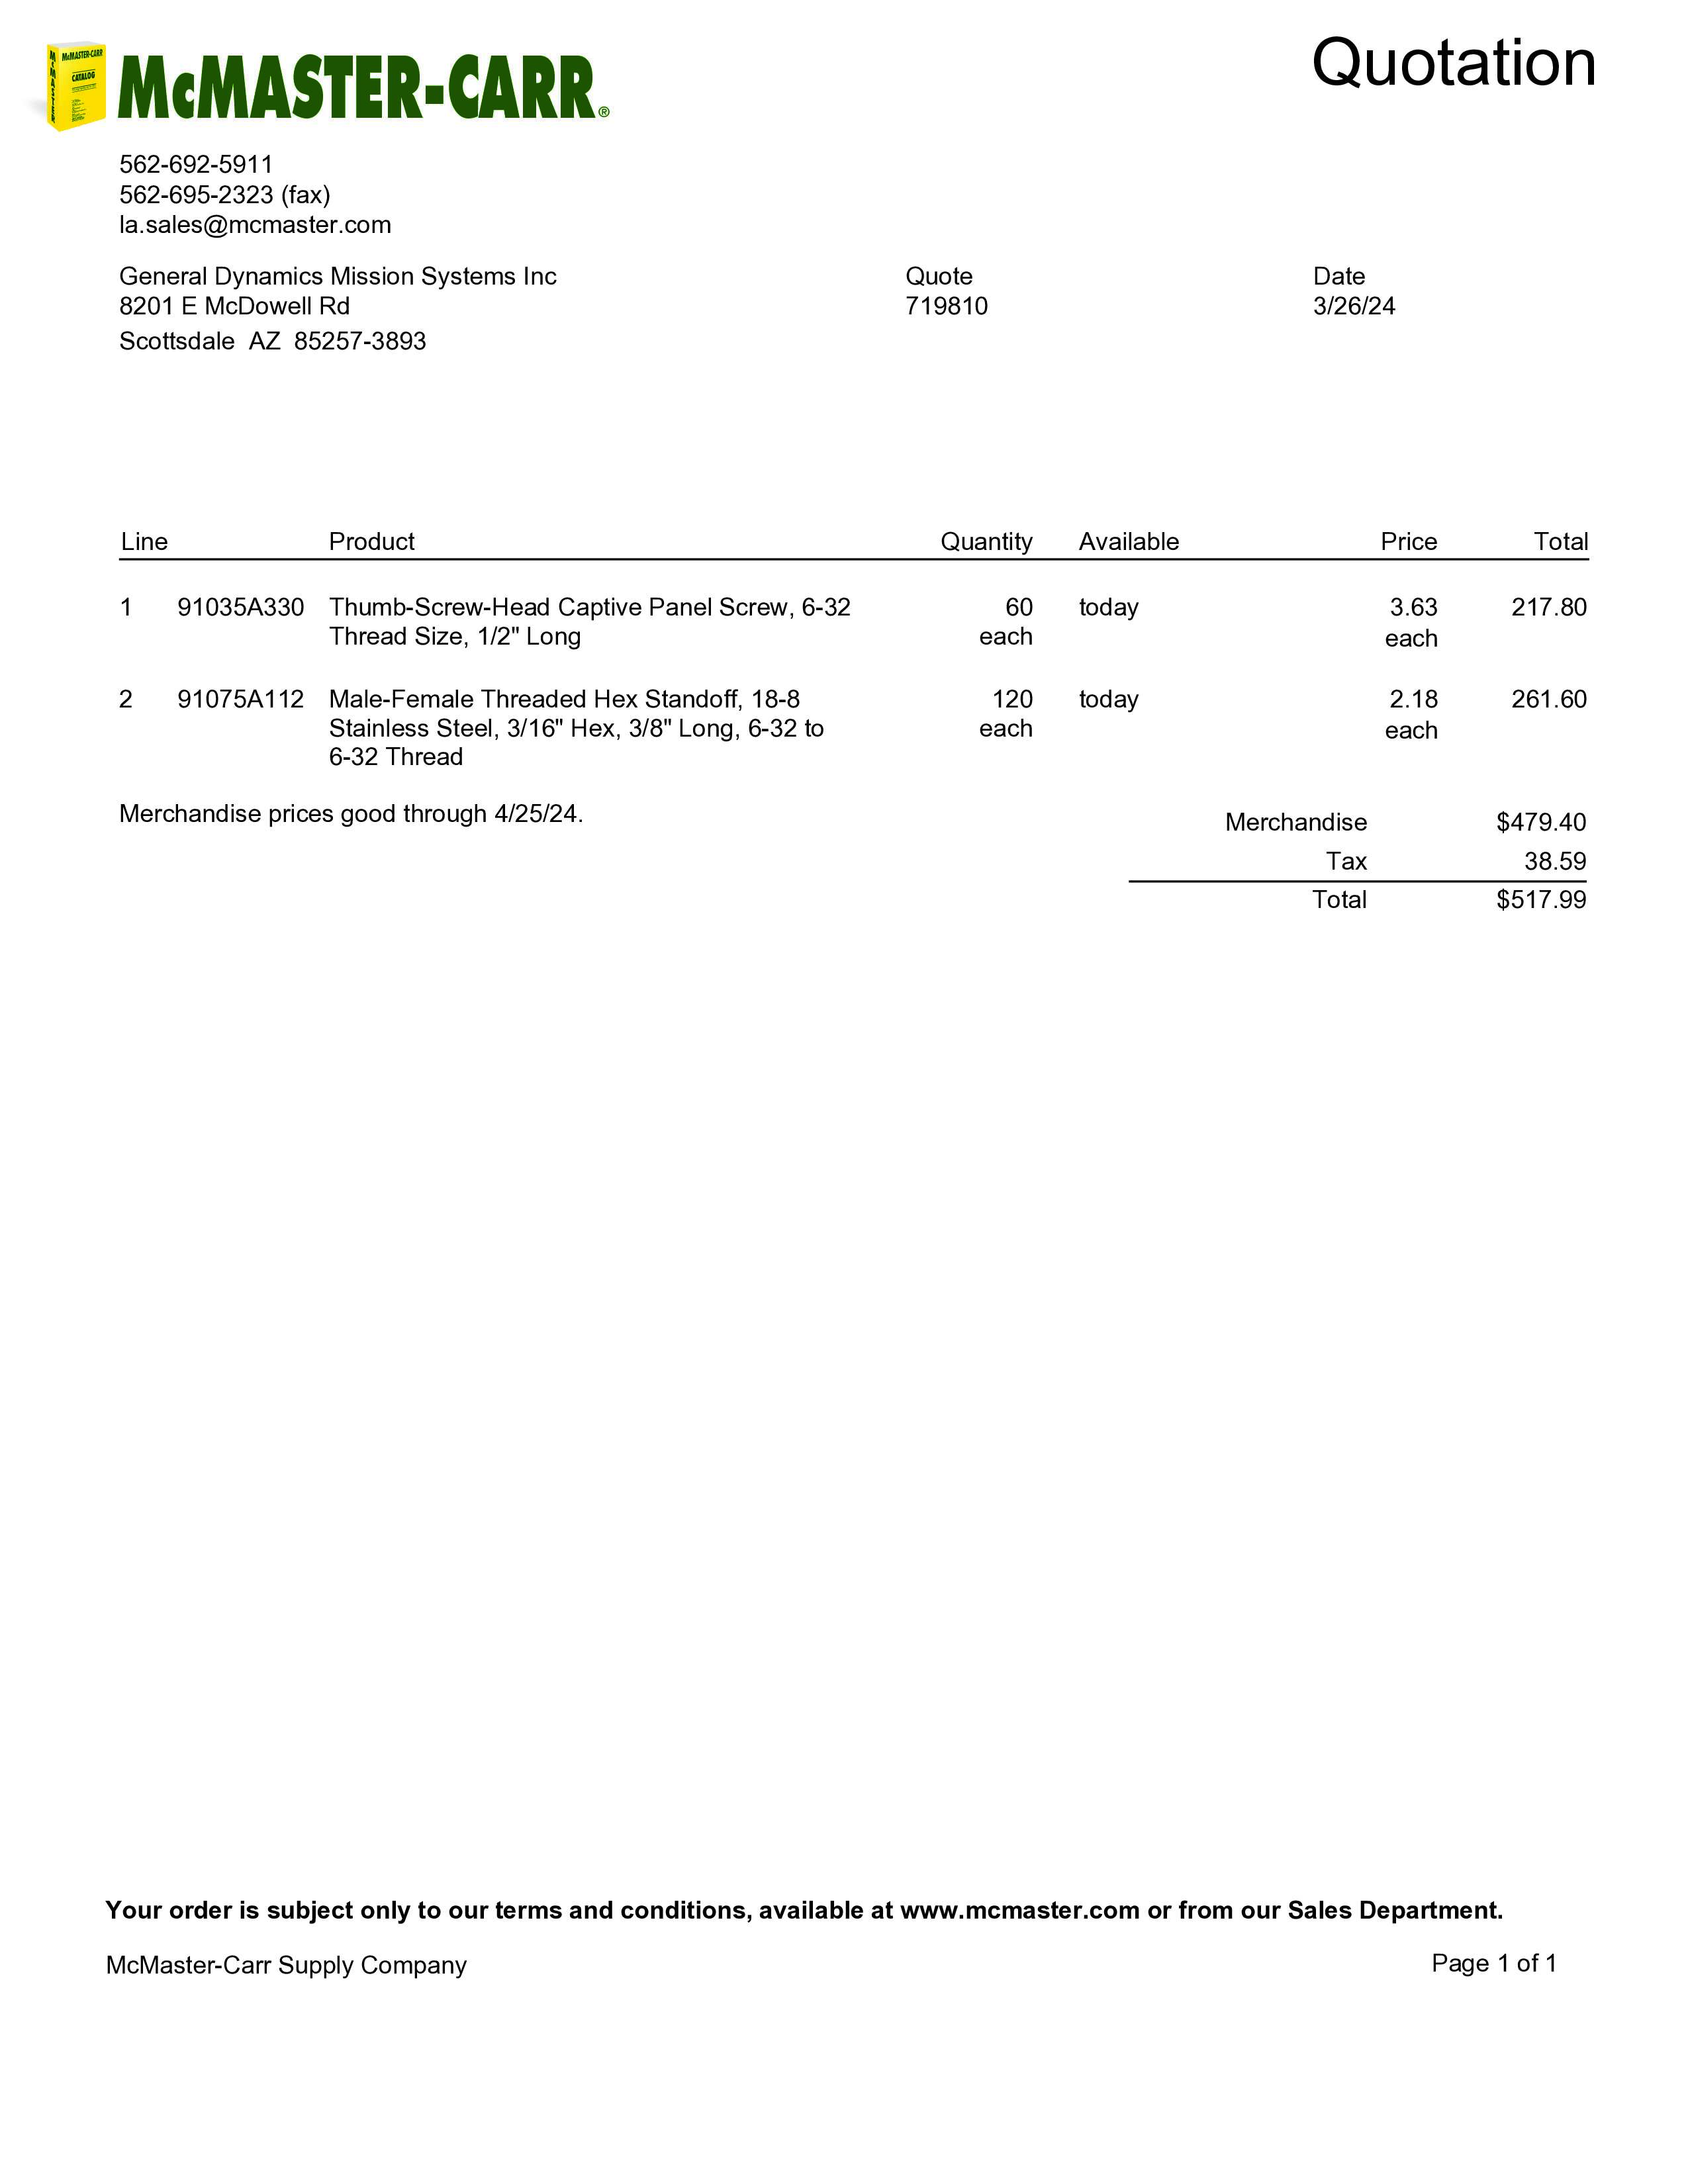 McMASTER-CARR
CATALOG
McMASTER-CARR®
Quotation
562-692-5911
562-695-2323 (fax)
la.sales@mcmaster.com
General Dynamics Mission Systems Inc
8201 E McDowell Rd
Scottsdale AZ 85257-3893
Quote
719810
Date
3/26/24
Line Product Quantity Available Price Total
1 91035A330 Thumb-Screw-Head Captive Panel Screw, 6-32 60 today 3.63 217.80
Thread Size, 1/2" Long each each
2 91075A112 Male-Female Threaded Hex Standoff, 18-8 120 today 2.18 261.60
Stainless Steel, 3/16" Hex, 3/8" Long, 6-32 to each each
6-32 Thread
Merchandise prices good through 4/25/24.
Merchandise $479.40
Tax 38.59
Total $517.99
Your order is subject only to our terms and conditions, available at www.mcmaster.com or from our Sales Department.
McMaster-Carr Supply Company Page 1 of 1